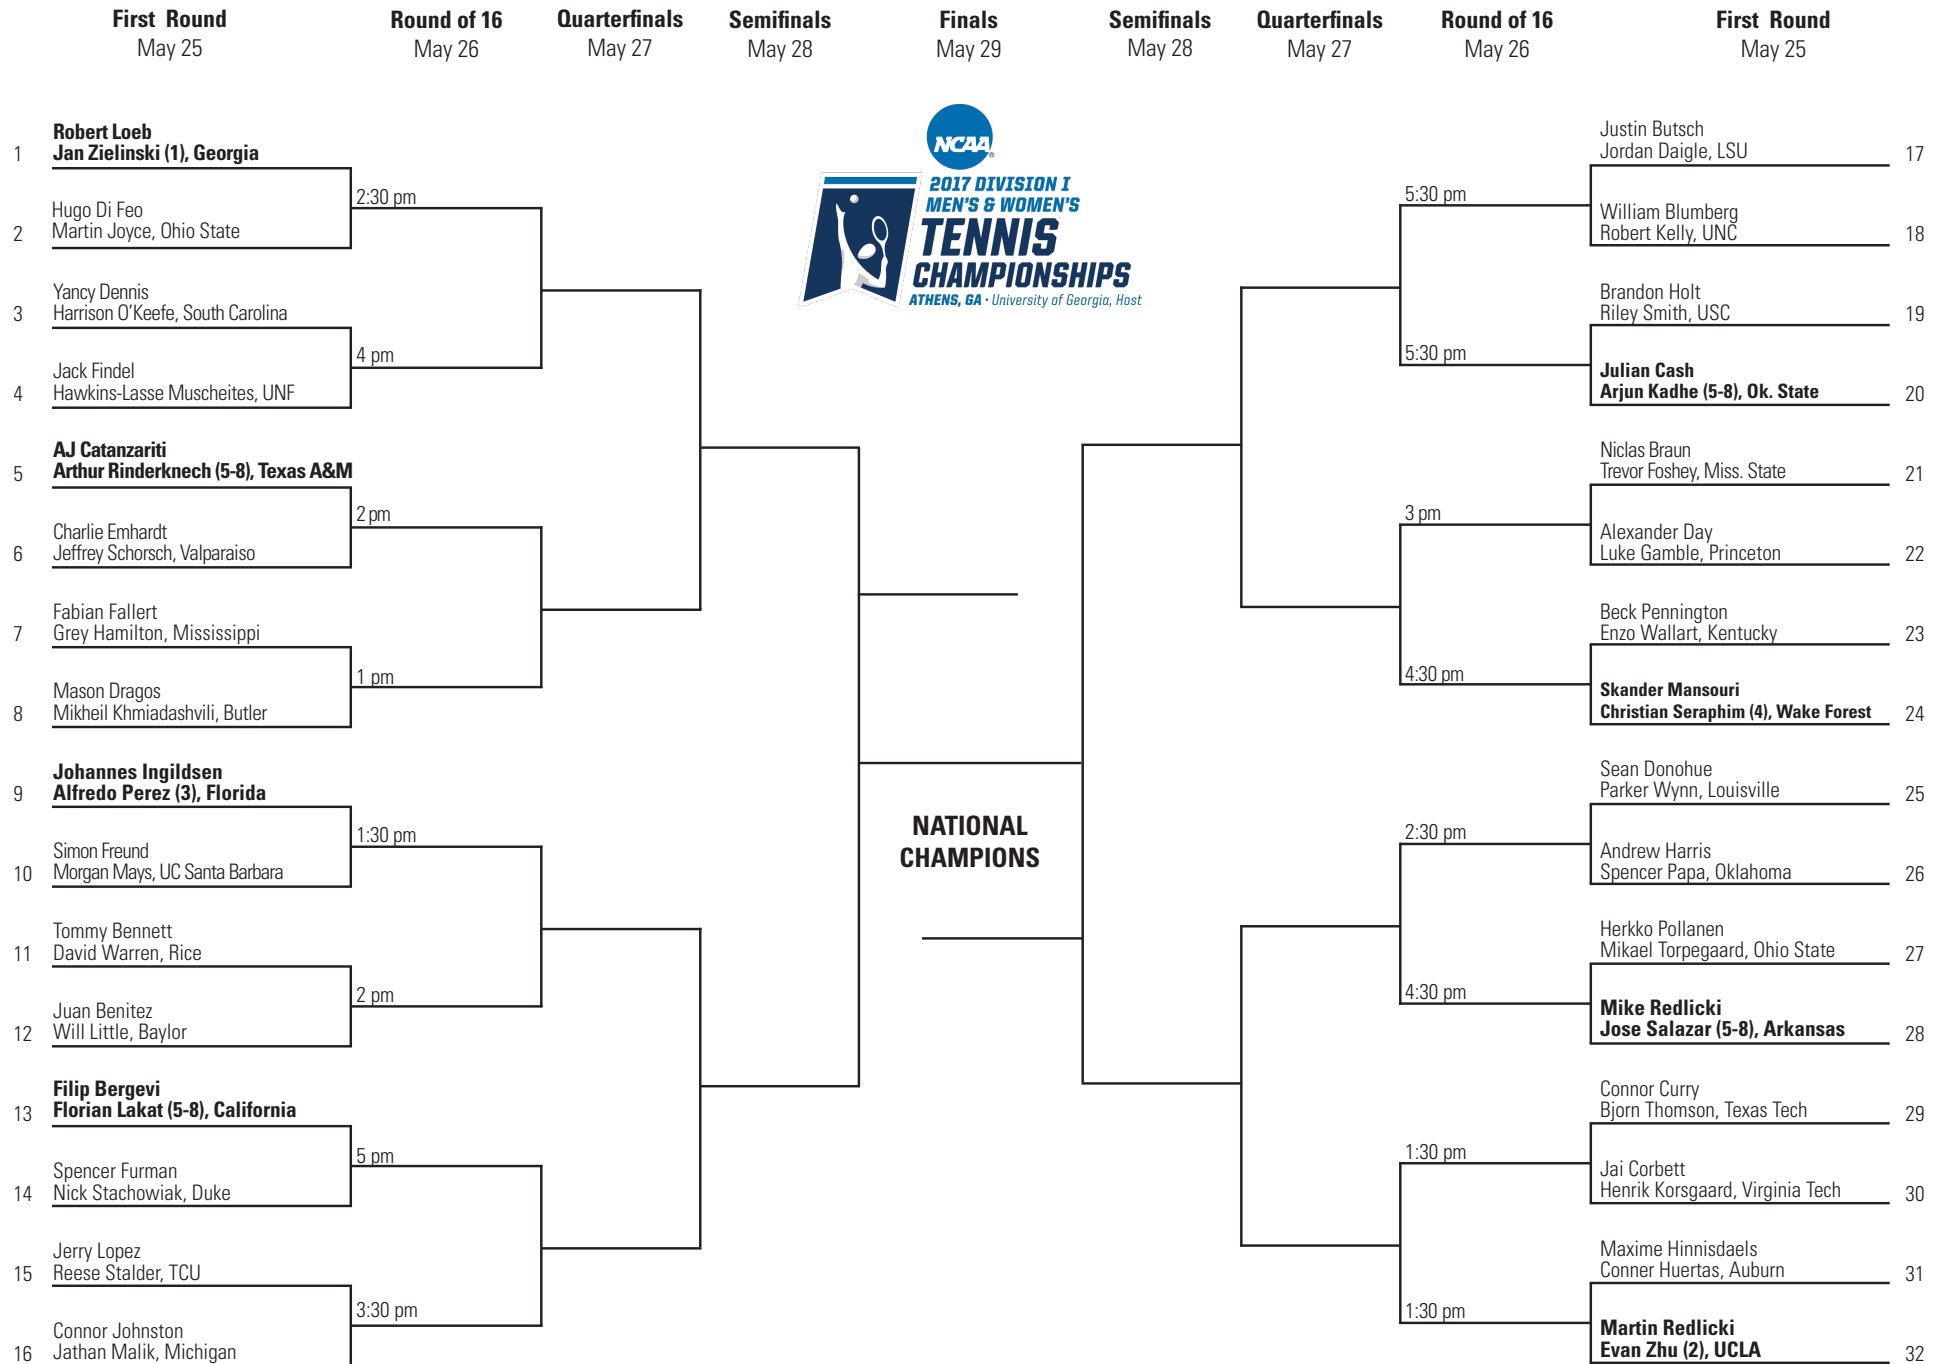 First Round
May 25
Round of 16
May 26
Quarterfinals
May 27
Semifinals
May 28
Finals
May 29
Semifinals
May 28
Quarterfinals
May 27
Round of 16
May 26
First Round
May 25
NCAA
2017 DIVISION I
MEN'S & WOMEN'S
TENNIS
CHAMPIONSHIPS
ATHENS, GA • University of Georgia, Host
Robert Loeb
1 Jan Zielinski (1), Georgia
2:30 pm
Hugo Di Feo
2 Martin Joyce, Ohio State
Yancy Dennis
3 Harrison O'Keefe, South Carolina
4 pm
Jack Findel
4 Hawkins-Lasse Muscheites, UNF
AJ Catanzariti
5 Arthur Rinderknech (5-8), Texas A&M
2 pm
Charlie Emhardt
6 Jeffrey Schorsch, Valparaiso
Fabian Fallert
7 Grey Hamilton, Mississippi
1 pm
Mason Dragos
8 Mikheil Khmiadashvili, Butler
Johannes Ingildsen
9 Alfredo Perez (3), Florida
1:30 pm
Simon Freund
10 Morgan Mays, UC Santa Barbara
Tommy Bennett
11 David Warren, Rice
2 pm
Juan Benitez
12 Will Little, Baylor
Filip Bergevi
13 Florian Lakat (5-8), California
5 pm
Spencer Furman
14 Nick Stachowiak, Duke
Jerry Lopez
15 Reese Stalder, TCU
3:30 pm
Connor Johnston
16 Jathan Malik, Michigan
NATIONAL
CHAMPIONS
Justin Butsch
Jordan Daigle, LSU 17
5:30 pm
William Blumberg
Robert Kelly, UNC 18
Brandon Holt
Riley Smith, USC 19
5:30 pm
Julian Cash
Arjun Kadhe (5-8), Ok. State 20
Niclas Braun
Trevor Foshey, Miss. State 21
3 pm
Alexander Day
Luke Gamble, Princeton 22
Beck Pennington
Enzo Wallart, Kentucky 23
4:30 pm
Skander Mansouri
Christian Seraphim (4), Wake Forest 24
Sean Donohue
Parker Wynn, Louisville 25
2:30 pm
Andrew Harris
Spencer Papa, Oklahoma 26
Herkko Pollanen
Mikael Torpegaard, Ohio State 27
4:30 pm
Mike Redlicki
Jose Salazar (5-8), Arkansas 28
Connor Curry
Bjorn Thomson, Texas Tech 29
1:30 pm
Jai Corbett
Henrik Korsgaard, Virginia Tech 30
Maxime Hinnisdaels
Conner Huertas, Auburn 31
1:30 pm
Martin Redlicki
Evan Zhu (2), UCLA 32